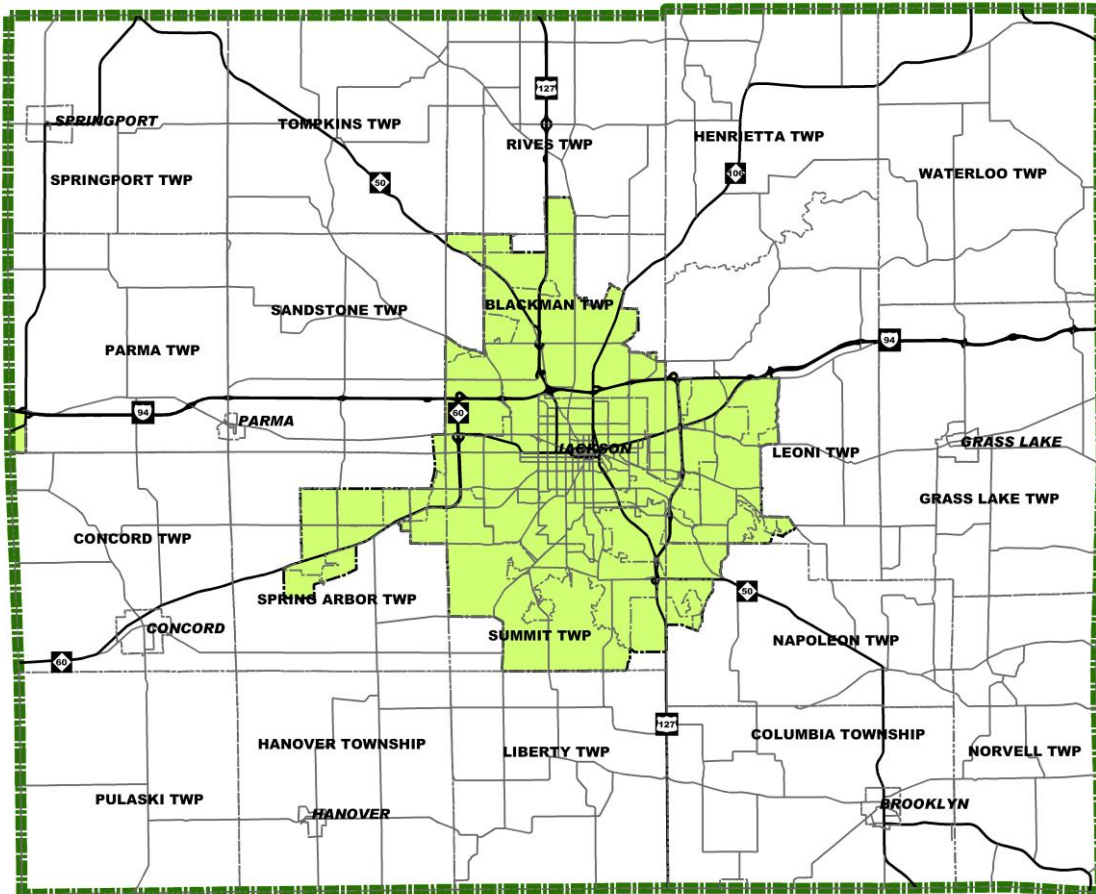 127
SPRINGPORT
TOMPKINS TWP
RIVES TWP
HENRIETTA TWP
106
WATERLOO TWP
SPRINGPORT TWP
50
SANDSTONE TWP
BLACKMAN TWP
94
PARMA TWP
94
60
PARMA
JACKSON
LEONI TWP
GRASS LAKE
GRASS LAKE TWP
CONCORD TWP
SPRING ARBOR TWP
50
CONCORD
SUMMIT TWP
NAPOLEON TWP
60
127
COLUMBIA TOWNSHIP
HANOVER TOWNSHIP
LIBERTY TWP
NORVELL TWP
PULASKI TWP
HANOVER
BROOKLYN